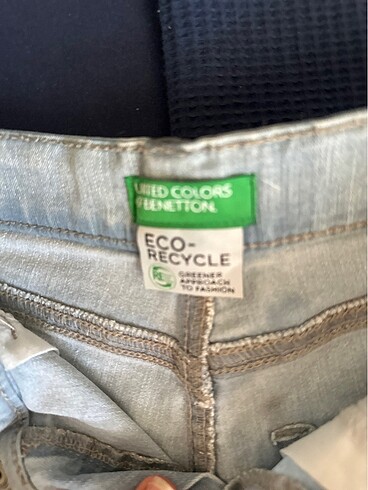 UNITED COLORS
OF BENETTON.
ECO-
RECYCLE
GREENER
APPROACH
TO FASHION